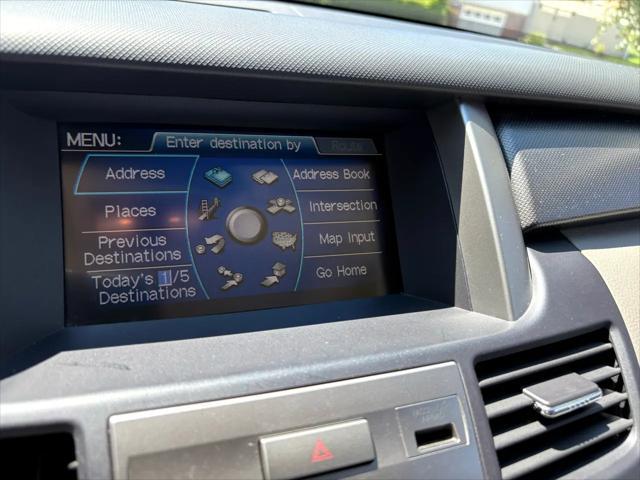 MENU:
Enter destination by
Route
Address
Address Book
Places
Intersection
Previous
Destinations
Map Input
Today's 1/5
Destinations
Go Home